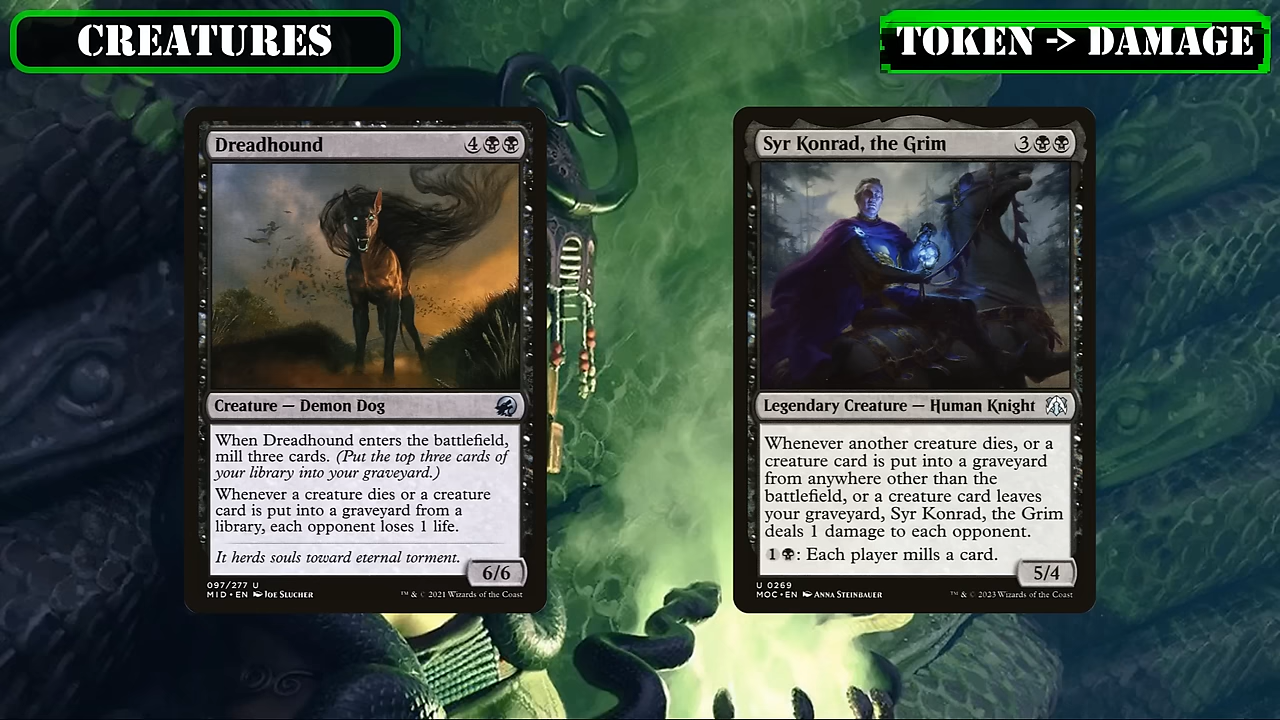 CREATURES
TOKEN -> DAMAGE
Dreadhound 4
Creature — Demon Dog
When Dreadhound enters the battlefield,
mill three cards. (Put the top three cards of
your library into your graveyard.)
Whenever a creature dies or a creature
card is put into a graveyard from a
library, each opponent loses 1 life.
It herds souls toward eternal torment.
6/6
097/277 U
MID • EN Joe Slucher
™ & © 2021 Wizards of the Coast
Syr Konrad, the Grim 3
Legendary Creature — Human Knight
Whenever another creature dies, or a
creature card is put into a graveyard
from anywhere other than the
battlefield, or a creature card leaves
your graveyard, Syr Konrad, the Grim
deals 1 damage to each opponent.
1 : Each player mills a card.
5/4
U 0269
MOC • EN Anna Steinbauer
™ & © 2023 Wizards of the Coast